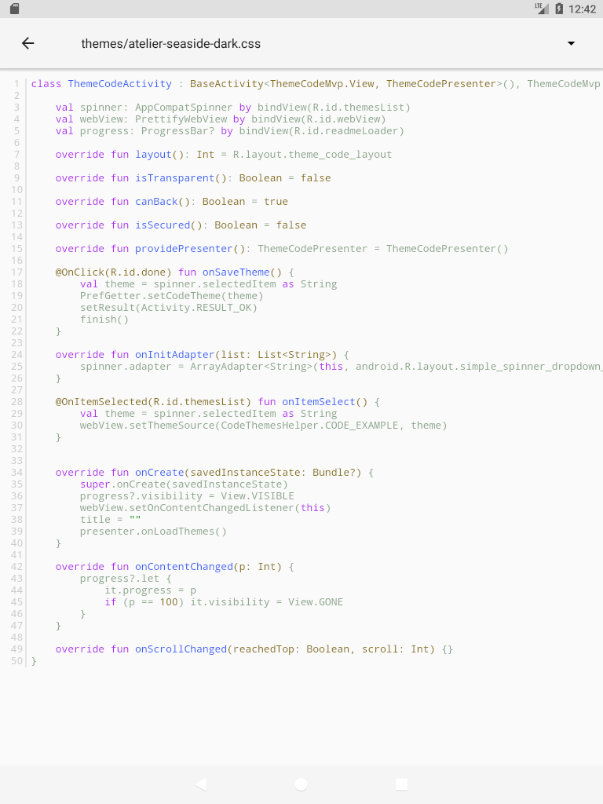 LTE 12:42
themes/atelier-seaside-dark.css
1 class ThemeCodeActivity : BaseActivity<ThemeCodeMvp.View, ThemeCodePresenter>(), ThemeCodeMvp
2
3     val spinner: AppCompatSpinner by bindView(R.id.themesList)
4     val webView: PrettifyWebView by bindView(R.id.webView)
5     val progress: ProgressBar? by bindView(R.id.readmeLoader)
6
7     override fun layout(): Int = R.layout.theme_code_layout
8
9     override fun isTransparent(): Boolean = false
10
11     override fun canBack(): Boolean = true
12
13     override fun isSecured(): Boolean = false
14
15     override fun providePresenter(): ThemeCodePresenter = ThemeCodePresenter()
16
17     @OnClick(R.id.done) fun onSaveTheme() {
18         val theme = spinner.selectedItem as String
19         PrefGetter.setCodeTheme(theme)
20         setResult(Activity.RESULT_OK)
21         finish()
22     }
23
24     override fun onInitAdapter(list: List<String>) {
25         spinner.adapter = ArrayAdapter<String>(this, android.R.layout.simple_spinner_dropdown_
26     }
27
28     @OnItemSelected(R.id.themesList) fun onItemSelect() {
29         val theme = spinner.selectedItem as String
30         webView.setThemeSource(CodeThemesHelper.CODE_EXAMPLE, theme)
31     }
32
33
34     override fun onCreate(savedInstanceState: Bundle?) {
35         super.onCreate(savedInstanceState)
36         progress?.visibility = View.VISIBLE
37         webView.setOnContentChangedListener(this)
38         title = ""
39         presenter.onLoadThemes()
40     }
41
42     override fun onContentChanged(p: Int) {
43         progress?.let {
44             it.progress = p
45             if (p == 100) it.visibility = View.GONE
46         }
47     }
48
49     override fun onScrollChanged(reachedTop: Boolean, scroll: Int) {}
50 }